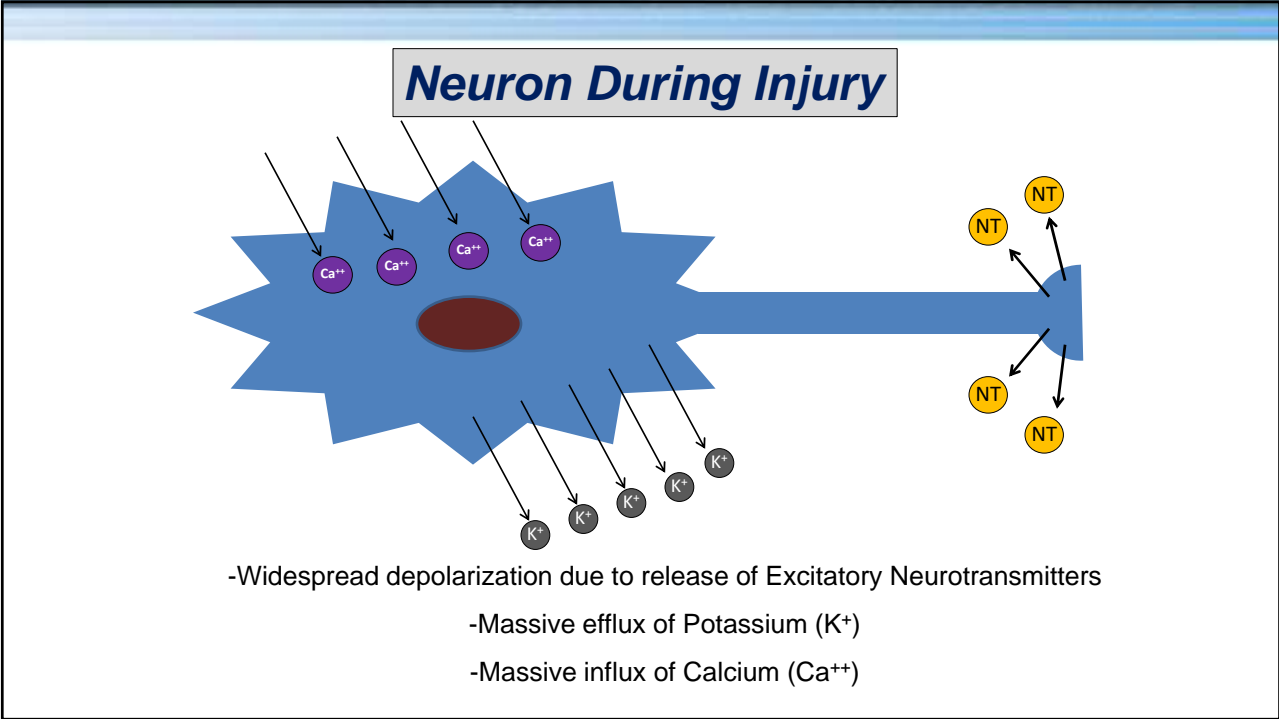 Neuron During Injury
NT
NT
Ca⁺⁺
Ca⁺⁺
Ca⁺⁺
Ca⁺⁺
NT
NT
K⁺
K⁺
K⁺
K⁺
K⁺
-Widespread depolarization due to release of Excitatory Neurotransmitters
-Massive efflux of Potassium (K⁺)
-Massive influx of Calcium (Ca⁺⁺)